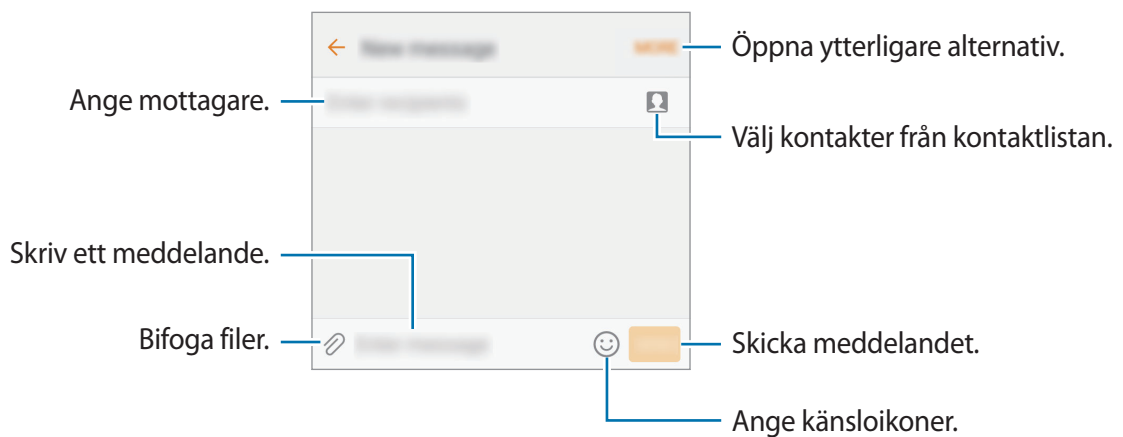 New message
MORE
Öppna ytterligare alternativ.
Ange mottagare.
Enter recipients
Välj kontakter från kontaktlistan.
Skriv ett meddelande.
Bifoga filer.
Enter message
Skicka meddelandet.
Ange känsloikoner.